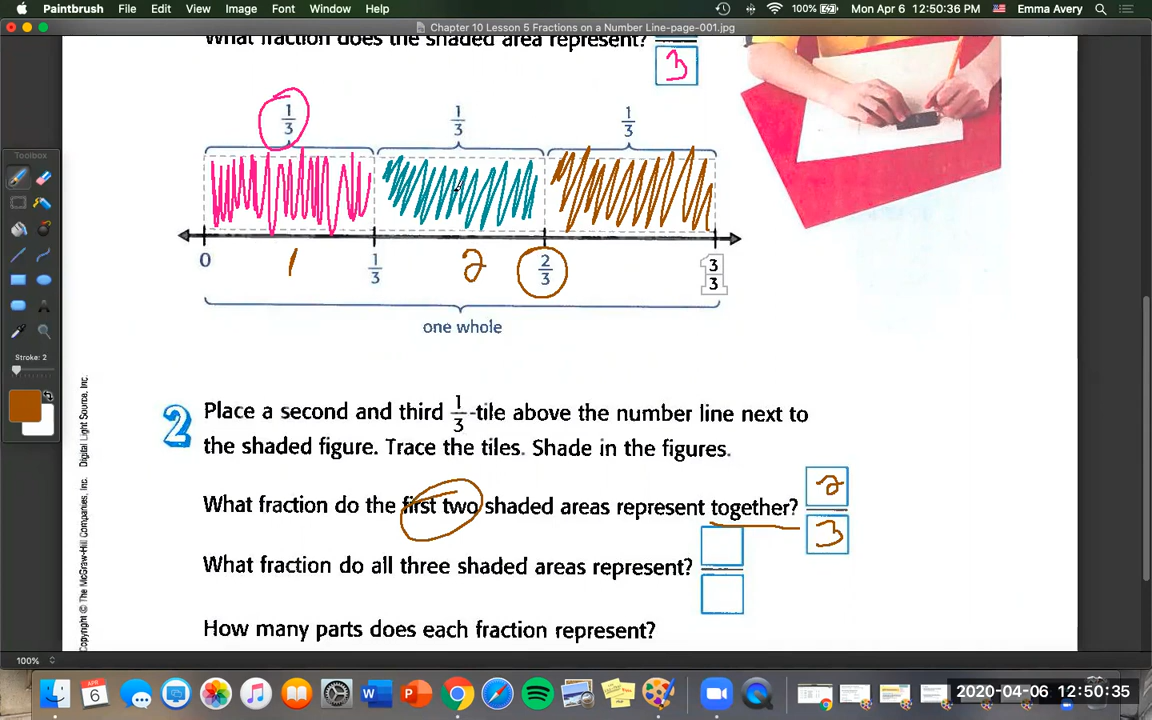 Paintbrush File Edit View Image Font Window Help 100% Mon Apr 6 12:50:36 PM Emma Avery
Chapter 10 Lesson 5 Fractions on a Number Line-page-001.jpg
What fraction does the shaded area represent?
3
1/3 1/3 1/3
0 1 1/3 2 2/3 3/3
one whole
Toolbox
Stroke: 2
2 Place a second and third 1/3-tile above the number line next to
the shaded figure. Trace the tiles. Shade in the figures.
What fraction do the first two shaded areas represent together? 2/3
What fraction do all three shaded areas represent?
How many parts does each fraction represent?
Copyright © The McGraw-Hill Companies, Inc. Digital Light Source, Inc.
100%
APR 6
2020-04-06 12:50:35